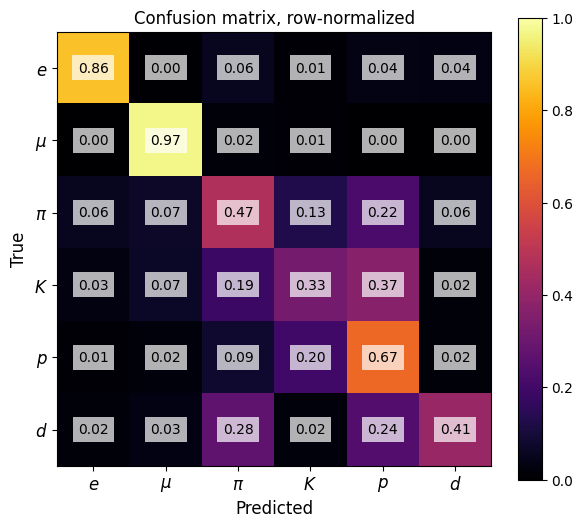 Confusion matrix, row-normalized
True
e 0.86 0.00 0.06 0.01 0.04 0.04
μ 0.00 0.97 0.02 0.01 0.00 0.00
π 0.06 0.07 0.47 0.13 0.22 0.06
K 0.03 0.07 0.19 0.33 0.37 0.02
p 0.01 0.02 0.09 0.20 0.67 0.02
d 0.02 0.03 0.28 0.02 0.24 0.41
e μ π K p d
Predicted
1.0
0.8
0.6
0.4
0.2
0.0